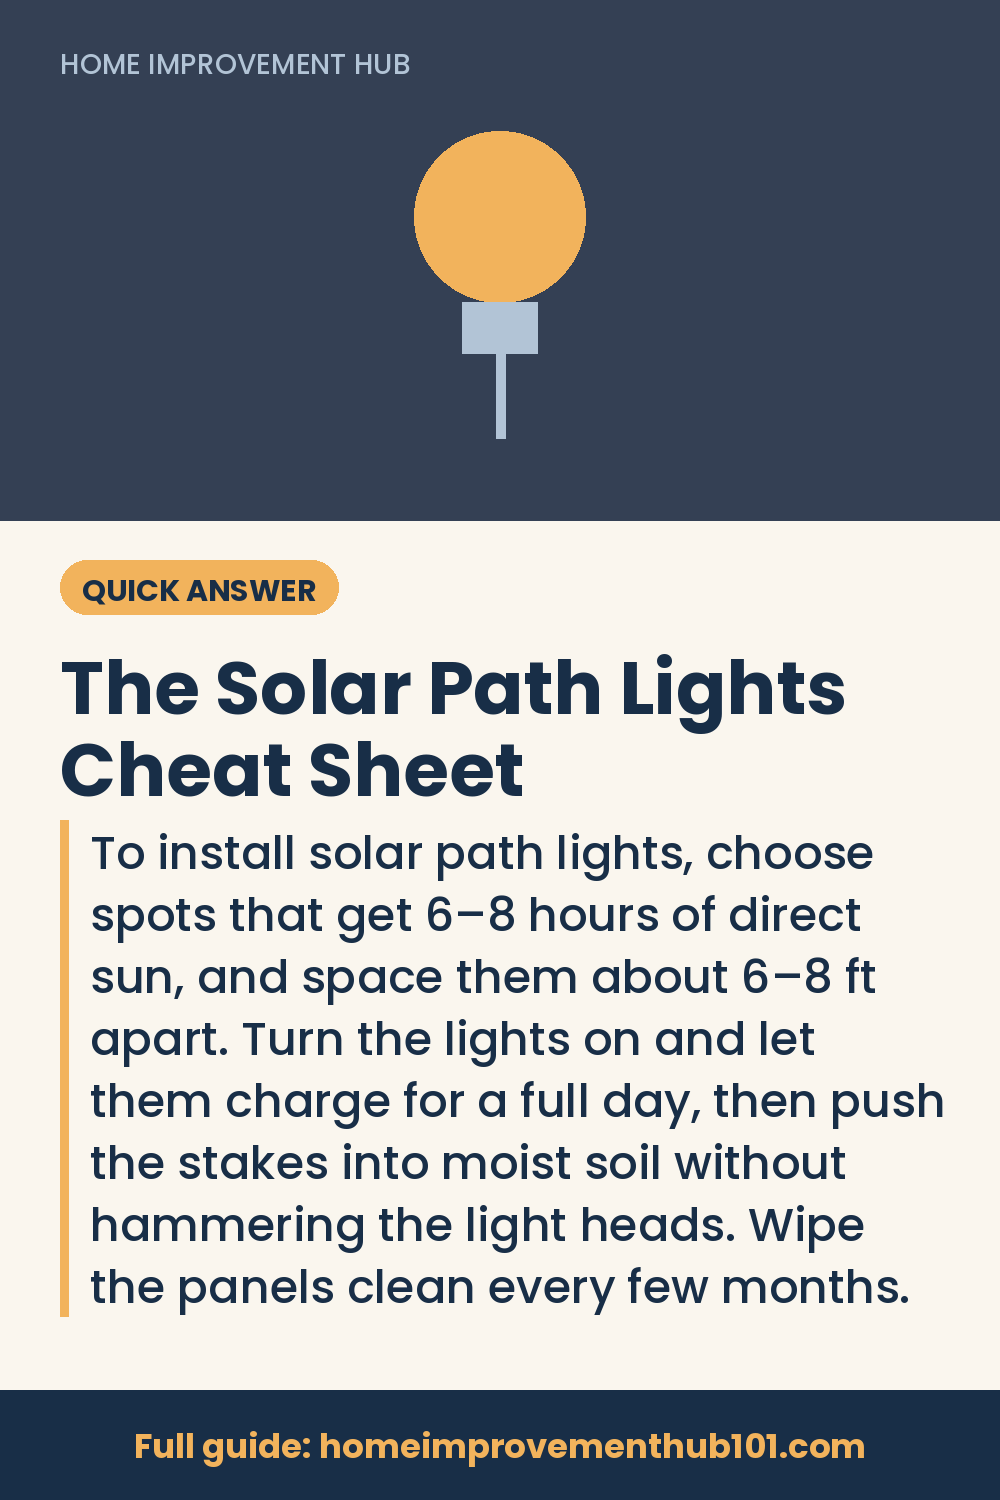 HOME IMPROVEMENT HUB
QUICK ANSWER
The Solar Path Lights
Cheat Sheet
To install solar path lights, choose
spots that get 6–8 hours of direct
sun, and space them about 6–8 ft
apart. Turn the lights on and let
them charge for a full day, then push
the stakes into moist soil without
hammering the light heads. Wipe
the panels clean every few months.
Full guide: homeimprovementhub101.com